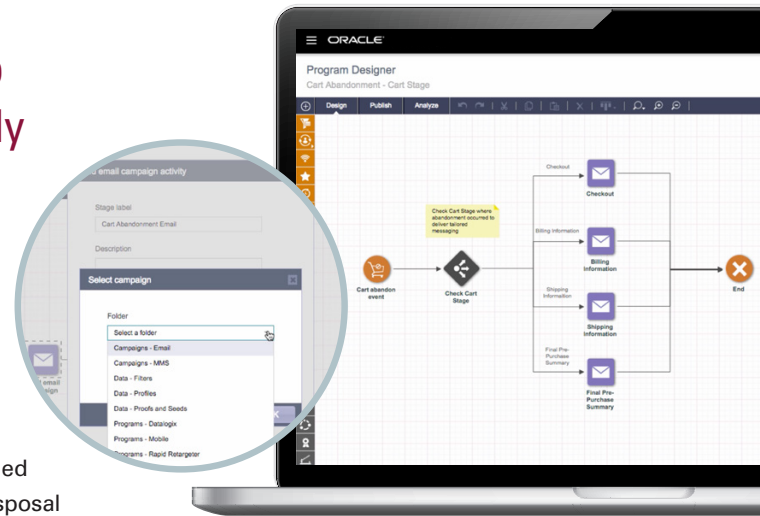 ORACLE
Program Designer
Cart Abandonment - Cart Stage
Design Publish Analyze
Checkout
Checkout
Check Cart Stage where
abandonment occurred to
deliver tailored
messaging
Billing Information
Billing
Information
Cart abandon
event
Check Cart
Stage
End
Shipping
Information
Shipping
Information
Final Pre-
Purchase
Summary
Final Pre-
Purchase
Summary
email campaign activity
Stage label
Cart Abandonment Email
Description
Select campaign
Folder
Select a folder
Campaigns - Email
Campaigns - MMS
Data - Filters
Data - Profiles
Data - Proofs and Seeds
Programs - Datalogix
Programs - Mobile
Programs - Rapid Retargeter
email